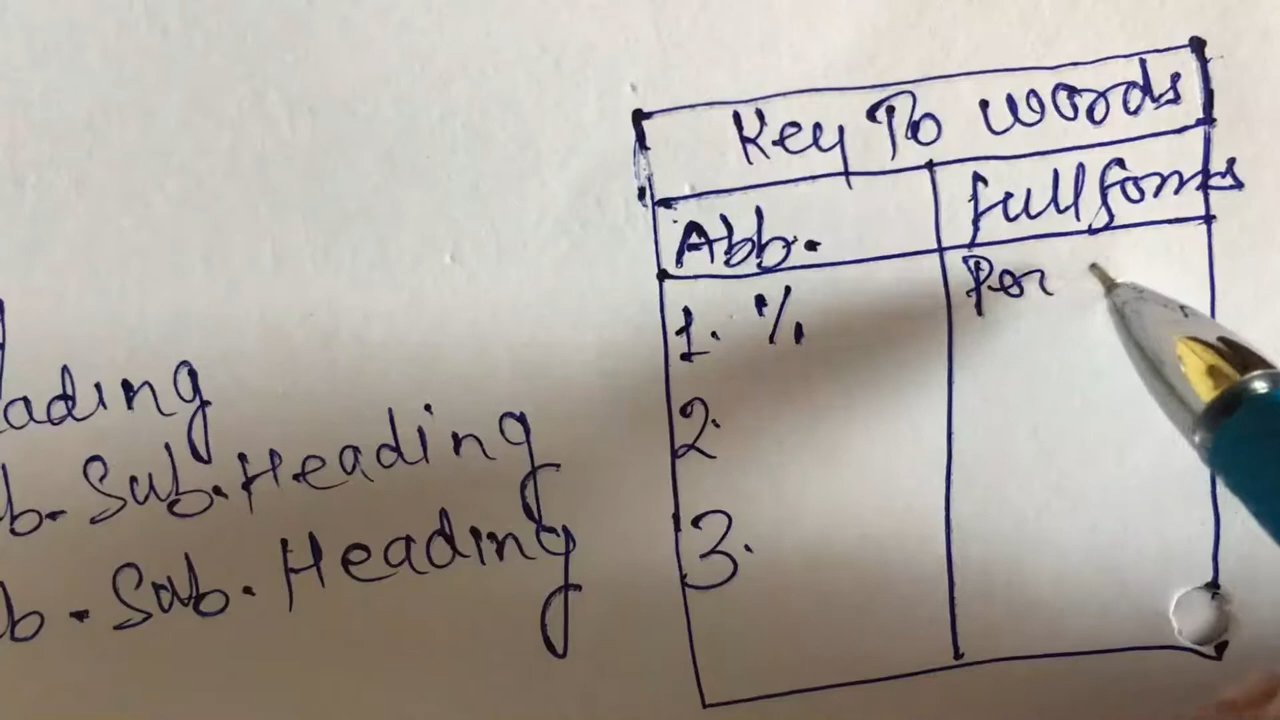 ading
b. Sub. Heading
b. Sub. Heading
Key To words
Abb. full forms
1. % Per
2.
3.